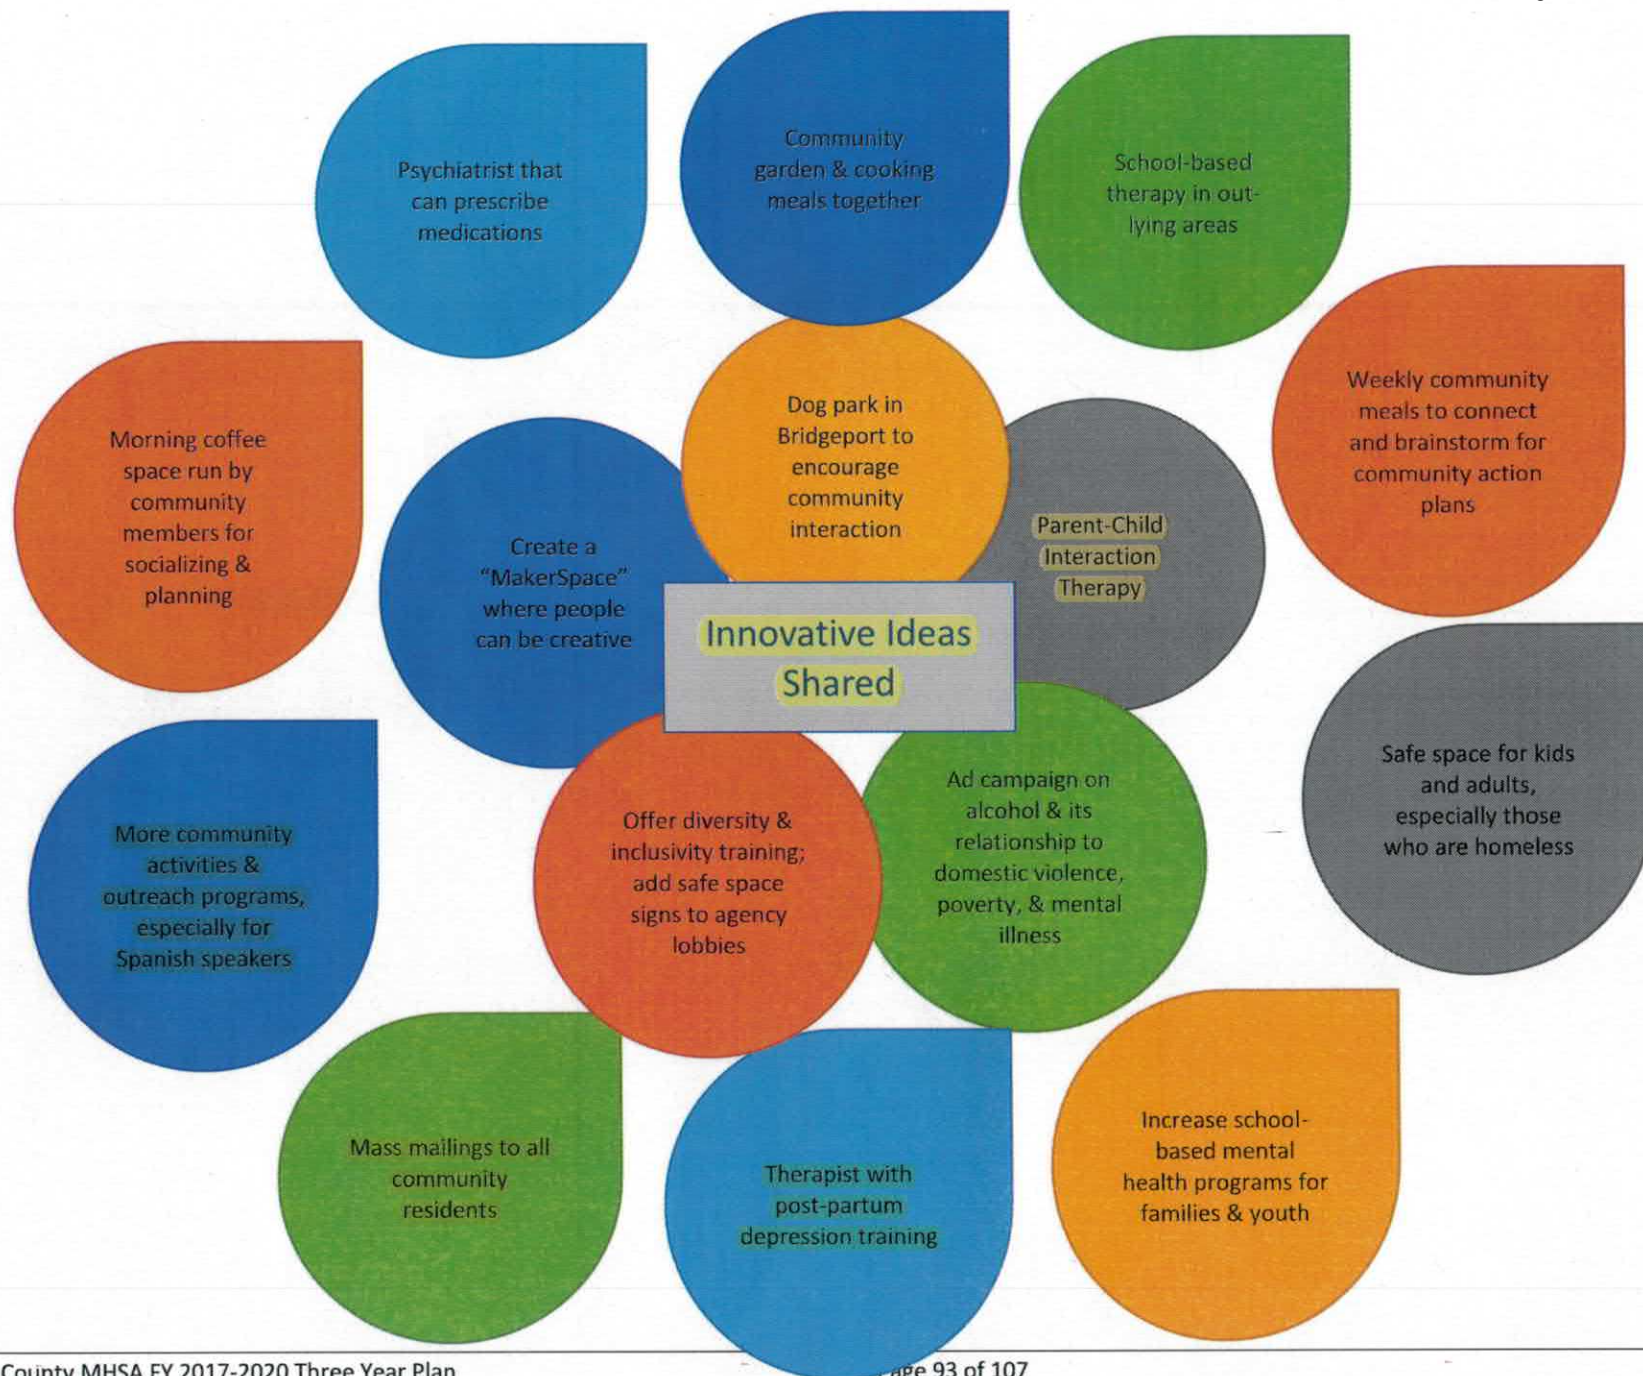 Psychiatrist that
can prescribe
medications
Community
garden & cooking
meals together
School-based
therapy in out-
lying areas
Morning coffee
space run by
community
members for
socializing &
planning
Create a
"MakerSpace"
where people
can be creative
Dog park in
Bridgeport to
encourage
community
interaction
Parent-Child
Interaction
Therapy
Weekly community
meals to connect
and brainstorm for
community action
plans
Innovative Ideas
Shared
More community
activities &
outreach programs,
especially for
Spanish speakers
Offer diversity &
inclusivity training;
add safe space
signs to agency
lobbies
Ad campaign on
alcohol & its
relationship to
domestic violence,
poverty, & mental
illness
Safe space for kids
and adults,
especially those
who are homeless
Mass mailings to all
community
residents
Therapist with
post-partum
depression training
Increase school-
based mental
health programs for
families & youth
County MHSA FY 2017-2020 Three Year Plan
93 of 107